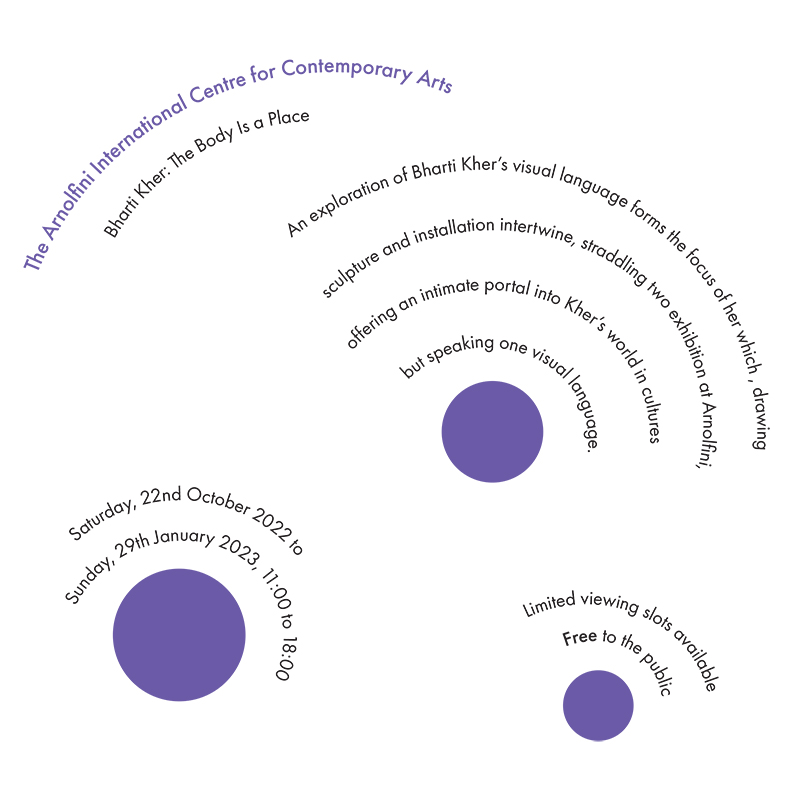 The Arnolfini International Centre for Contemporary Arts
Bharti Kher: The Body Is a Place
An exploration of Bharti Kher's visual language forms the focus of her which , drawing
sculpture and installation intertwine, straddling two exhibition at Arnolfini,
offering an intimate portal into Kher's world in cultures
but speaking one visual language.
Saturday, 22nd October 2022 to
Sunday, 29th January 2023, 11:00 to 18:00
Limited viewing slots available
Free to the public